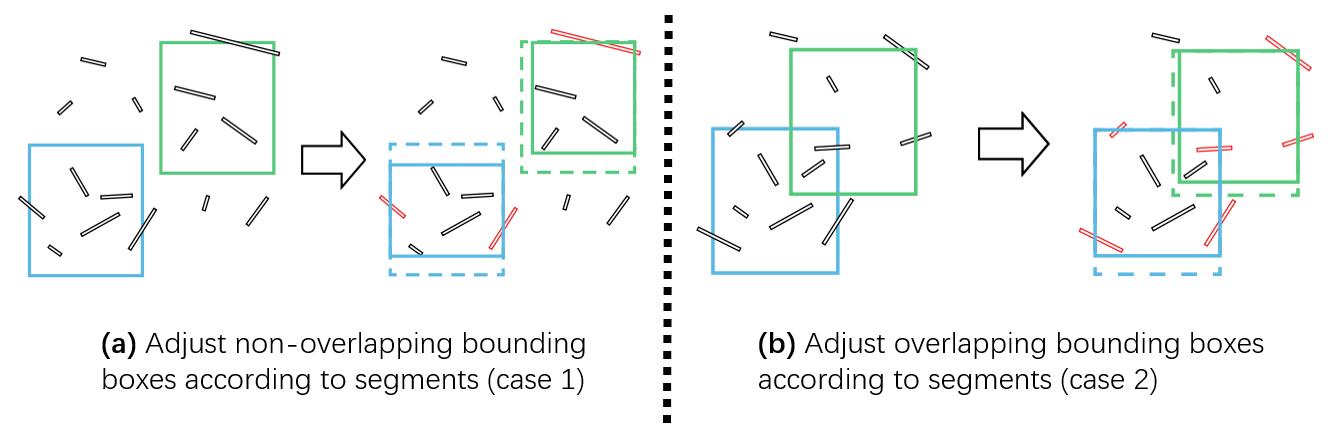 (a) Adjust non-overlapping bounding
boxes according to segments (case 1)
(b) Adjust overlapping bounding boxes
according to segments (case 2)